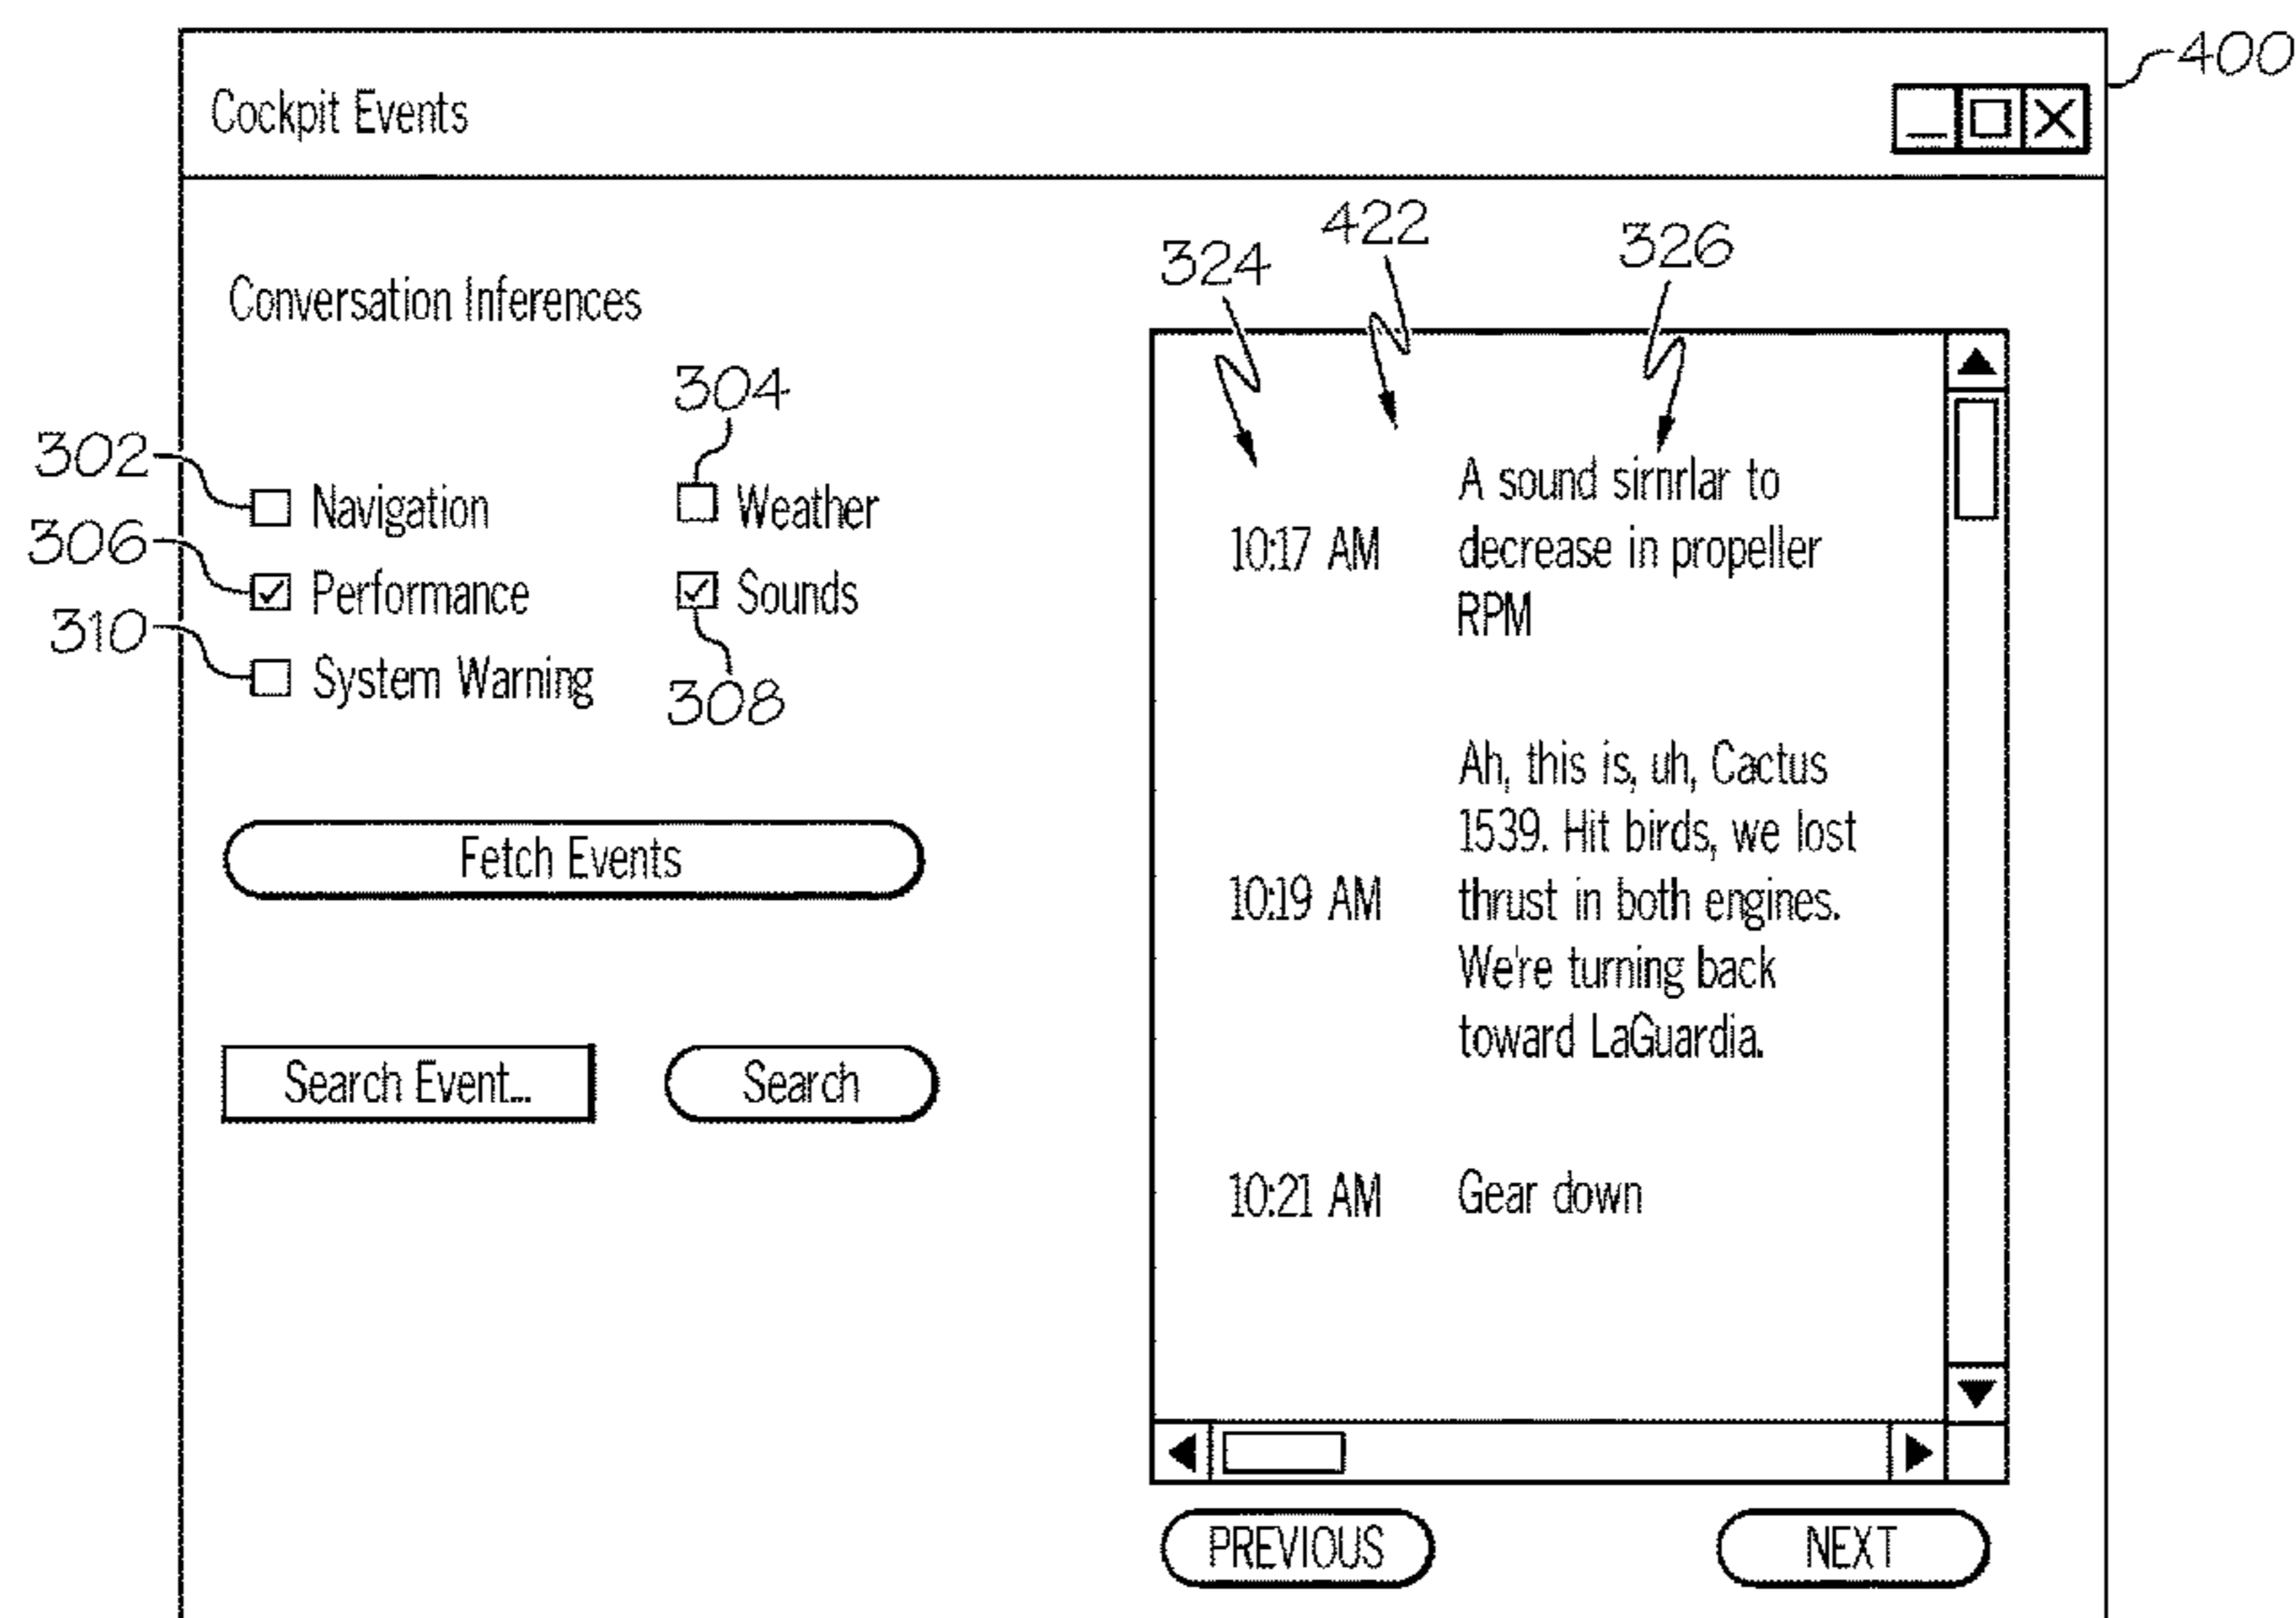 400
Cockpit Events
324
422
326
Conversation Inferences
304
302
Navigation
Weather
306
Performance
Sounds
310
System Warning
308
Fetch Events
Search Event...
Search
10:17 AM
A sound sirnrlar to
decrease in propeller
RPM
10:19 AM
Ah, this is, uh, Cactus
1539. Hit birds, we lost
thrust in both engines.
We're turning back
toward LaGuardia.
10:21 AM
Gear down
PREVIOUS
NEXT